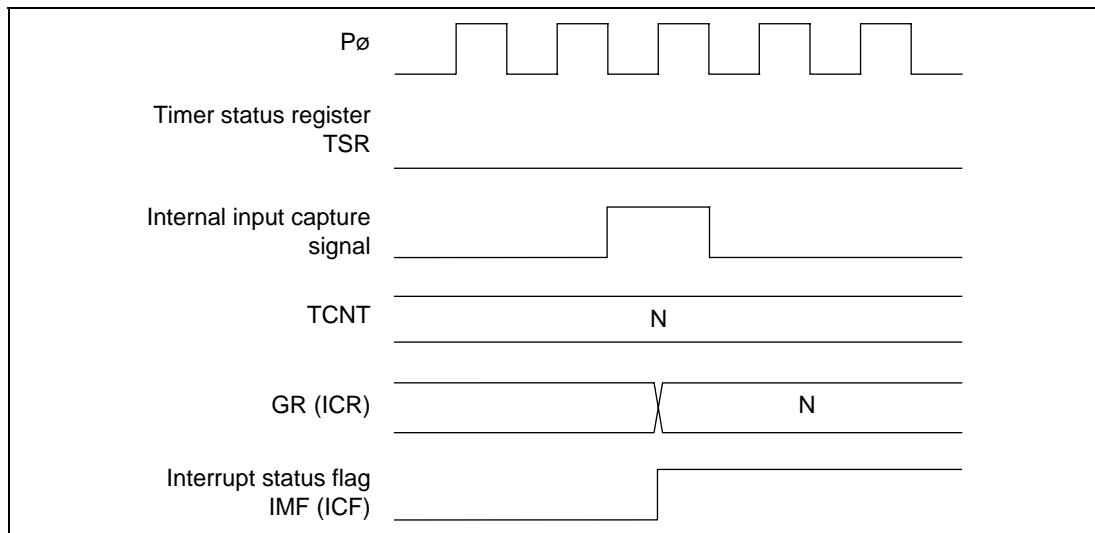 Pø
Timer status register
TSR
Internal input capture
signal
TCNT
N
GR (ICR)
N
Interrupt status flag
IMF (ICF)